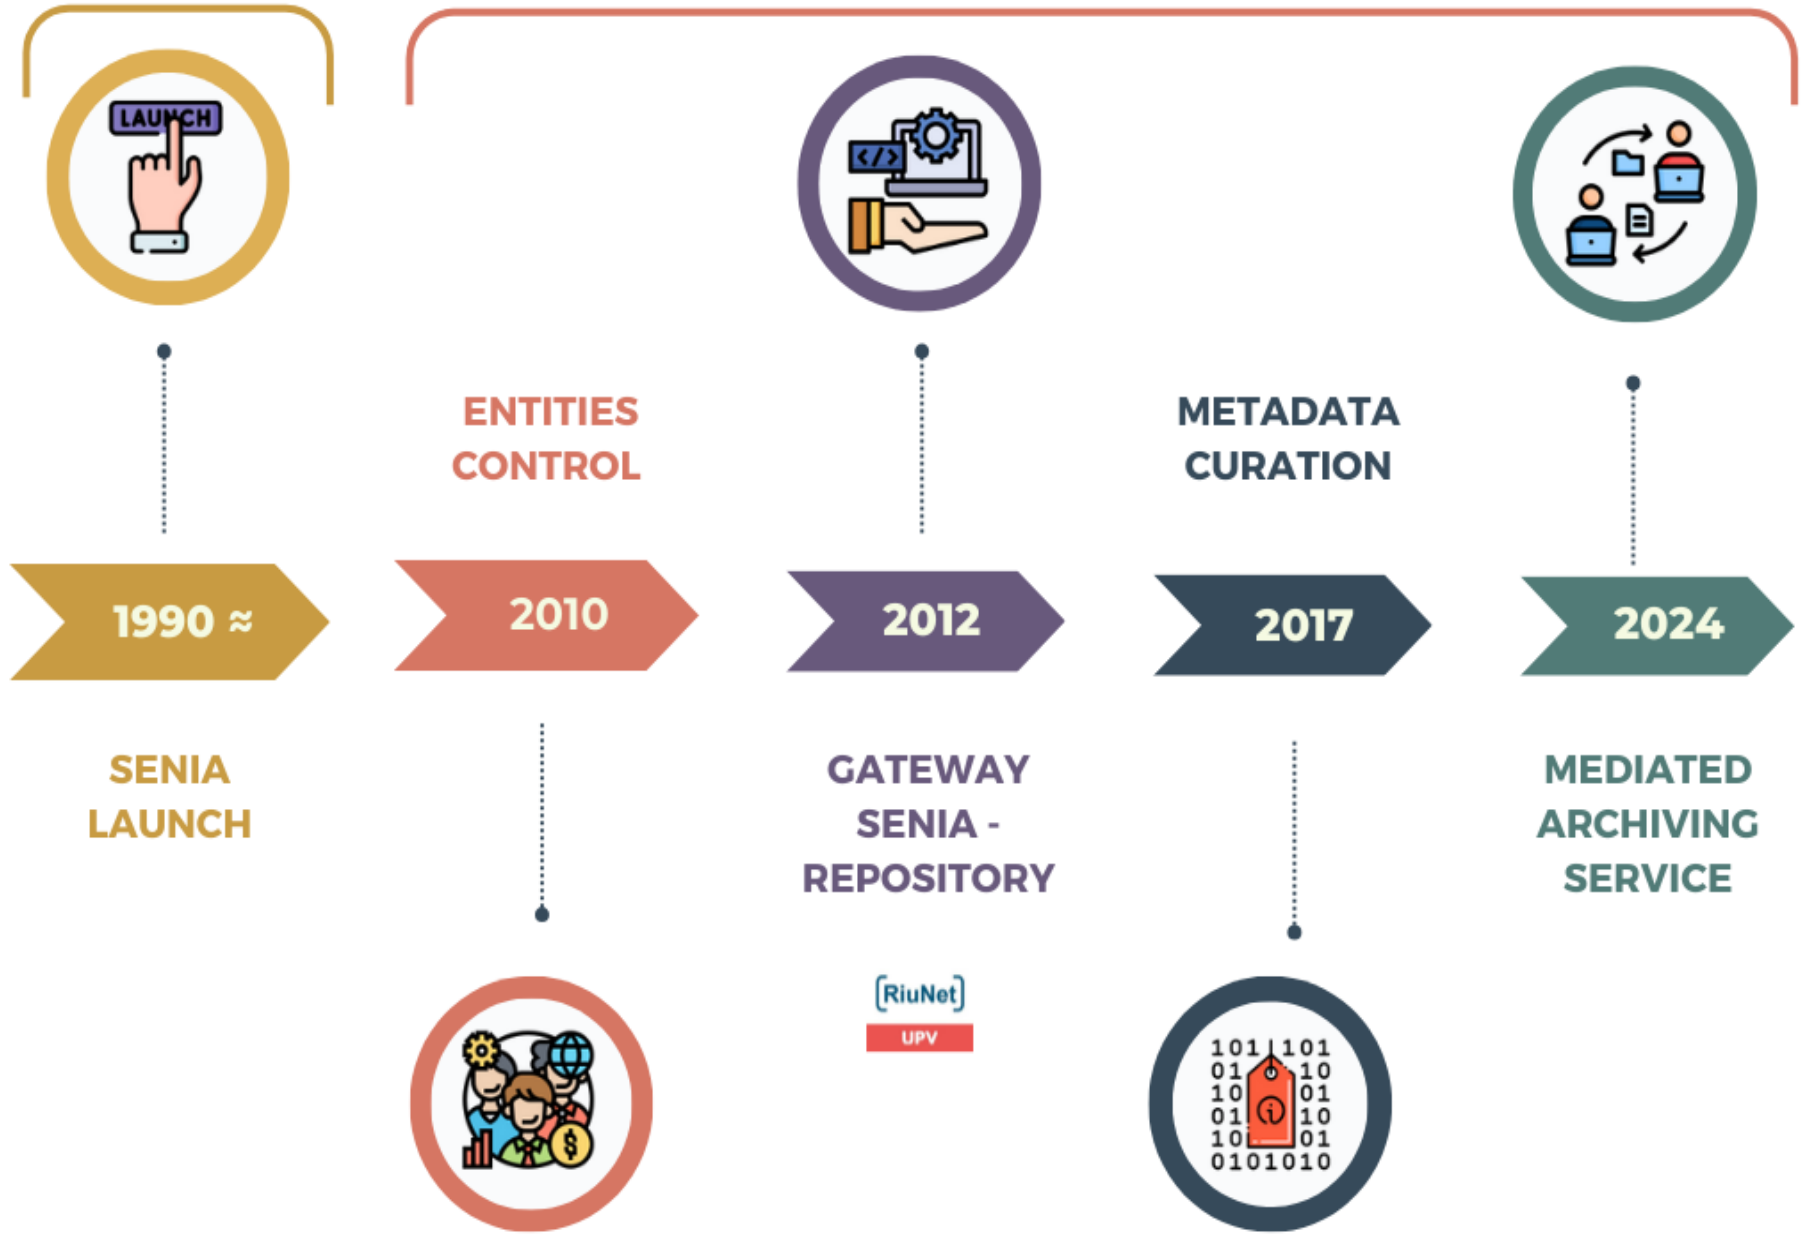 LAUNCH
</>
ENTITIES
CONTROL
METADATA
CURATION
1990 ≈
2010
2012
2017
2024
SENIA
LAUNCH
GATEWAY
SENIA -
REPOSITORY
MEDIATED
ARCHIVING
SERVICE
[RiuNet]
UPV
$
101 101
01 10
10 01
01 i 10
10 01
0101010